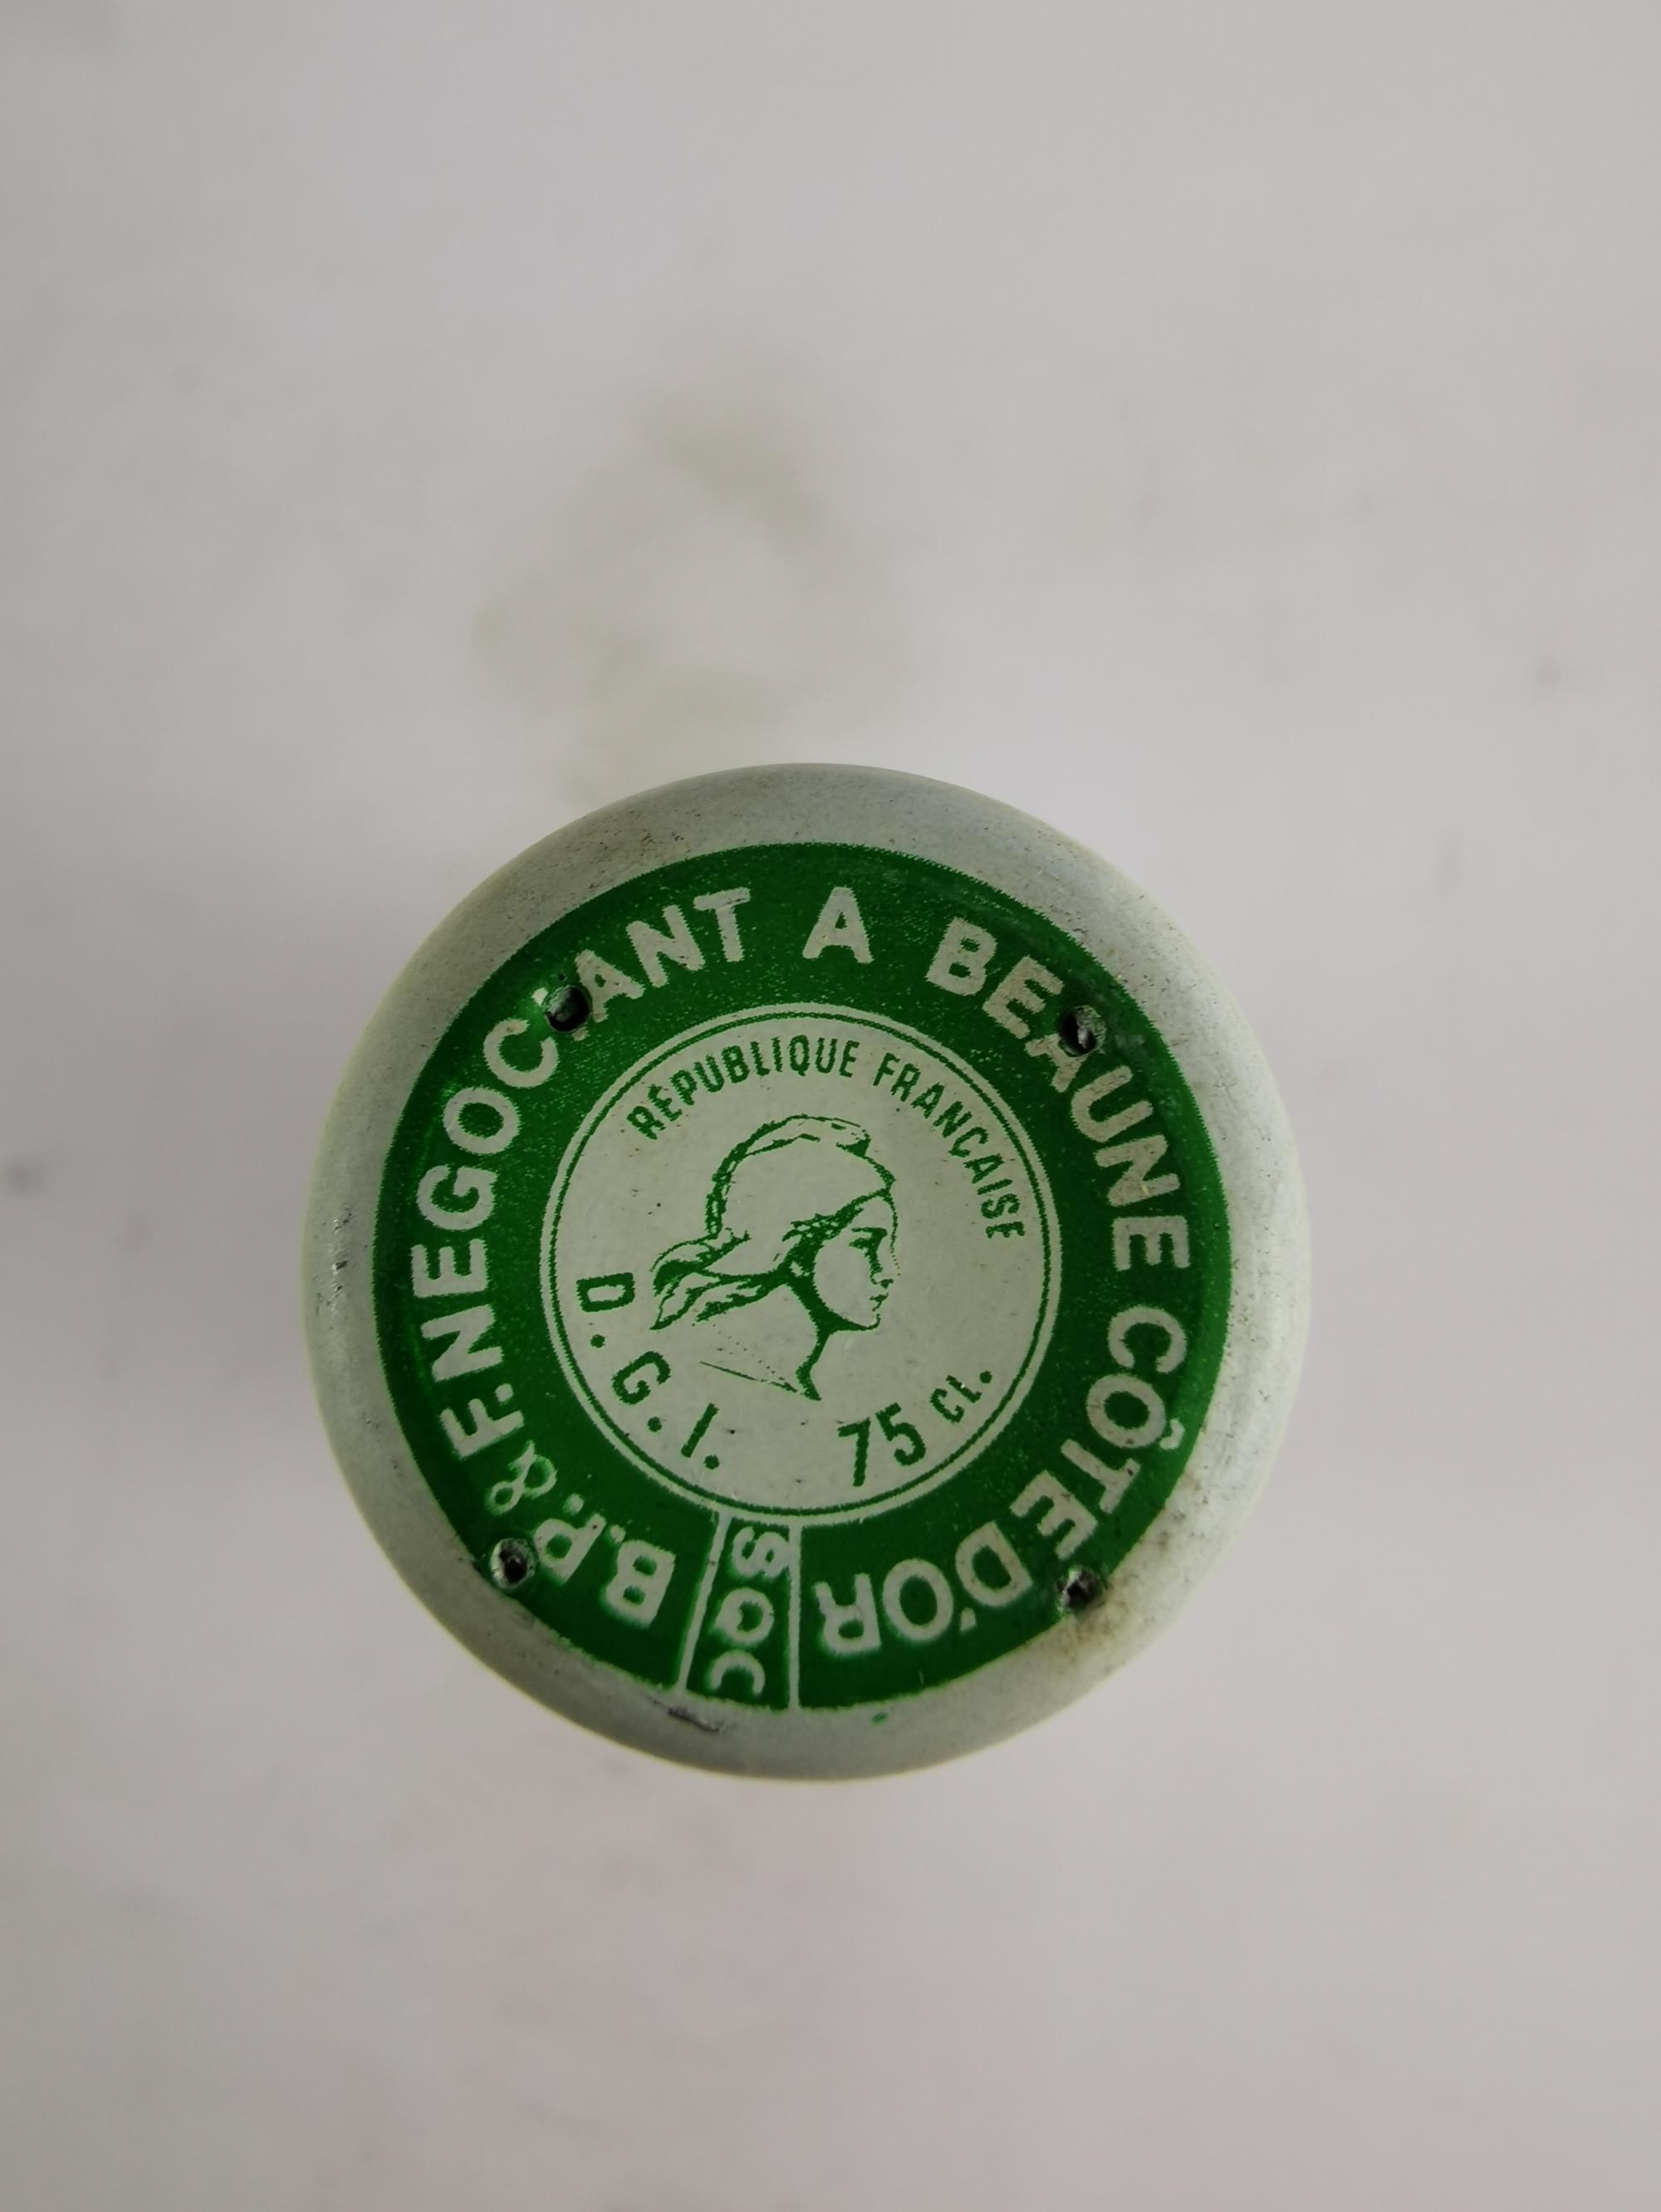 B.P. & F. NEGOCIANT A BEAUNE CÔTE D'OR
SQC
RÉPUBLIQUE FRANÇAISE
D.G.I. 75 CL.